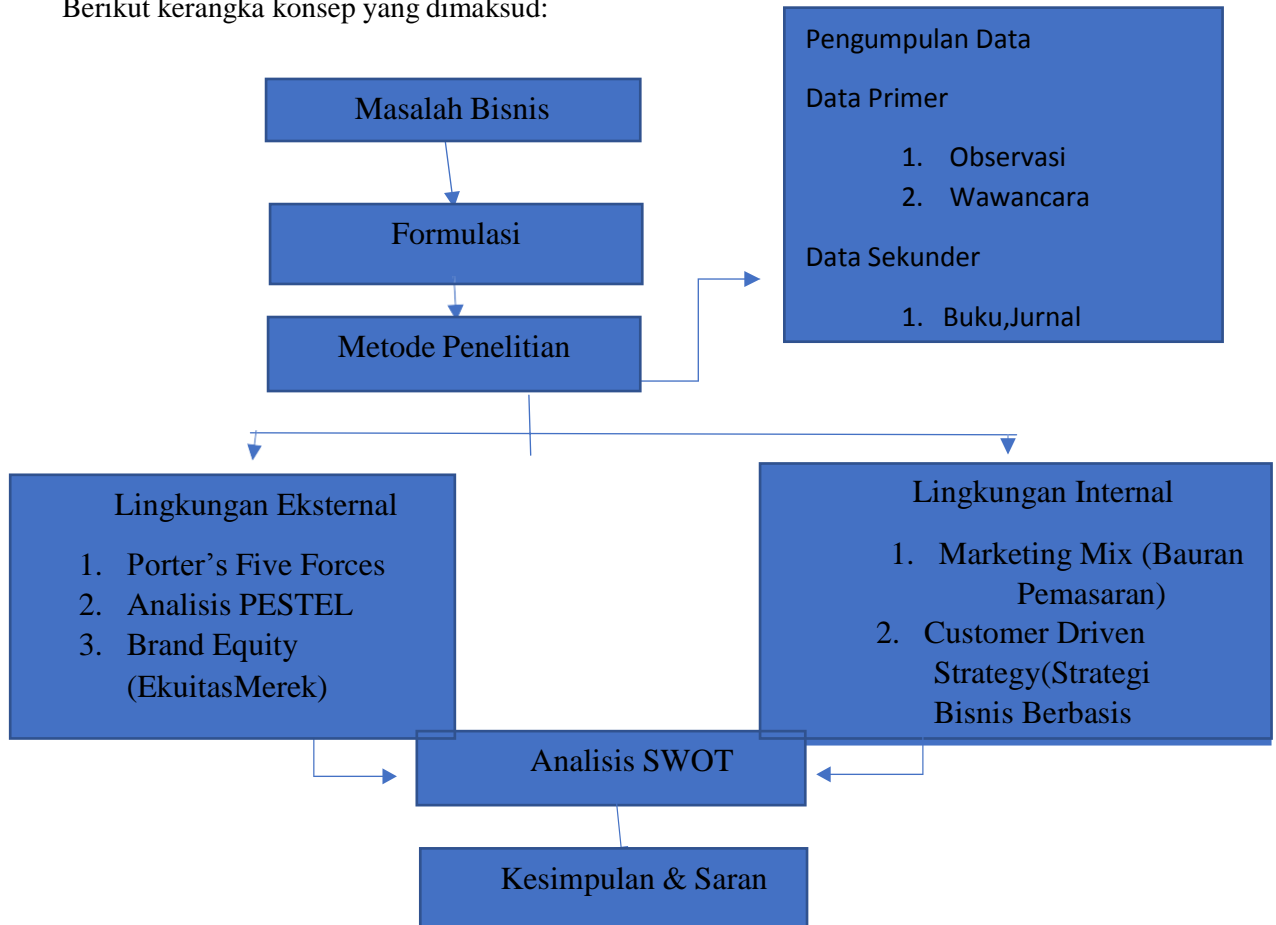 Berikut kerangka konsep yang dimaksud:
Pengumpulan Data
Data Primer
1. Observasi
2. Wawancara
Data Sekunder
1. Buku,Jurnal
Masalah Bisnis
Formulasi
Metode Penelitian
Lingkungan Eksternal
1. Porter’s Five Forces
2. Analisis PESTEL
3. Brand Equity
(EkuitasMerek)
Lingkungan Internal
1. Marketing Mix (Bauran
Pemasaran)
2. Customer Driven
Strategy(Strategi
Bisnis Berbasis
Analisis SWOT
Kesimpulan & Saran